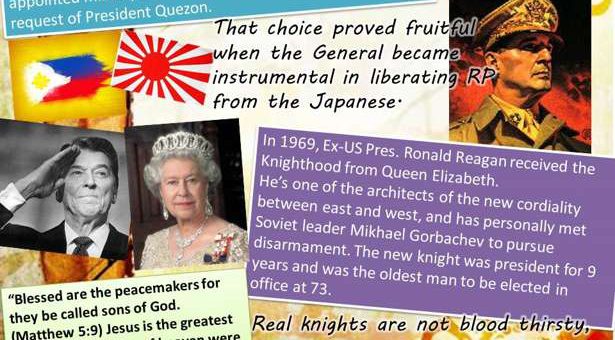 appointed
request of President Quezon.
That choice proved fruitful
when the General became
instrumental in liberating RP
from the Japanese.
In 1969, Ex-US Pres. Ronald Reagan received the
Knighthood from Queen Elizabeth.
He's one of the architects of the new cordiality
between east and west, and has personally met
Soviet leader Mikhael Gorbachev to pursue
disarmament. The new knight was president for 9
years and was the oldest man to be elected in
office at 73.
"Blessed are the peacemakers for
they be called sons of God.
(Matthew 5:9) Jesus is the greatest
were
Real knights are not blood thirsty,